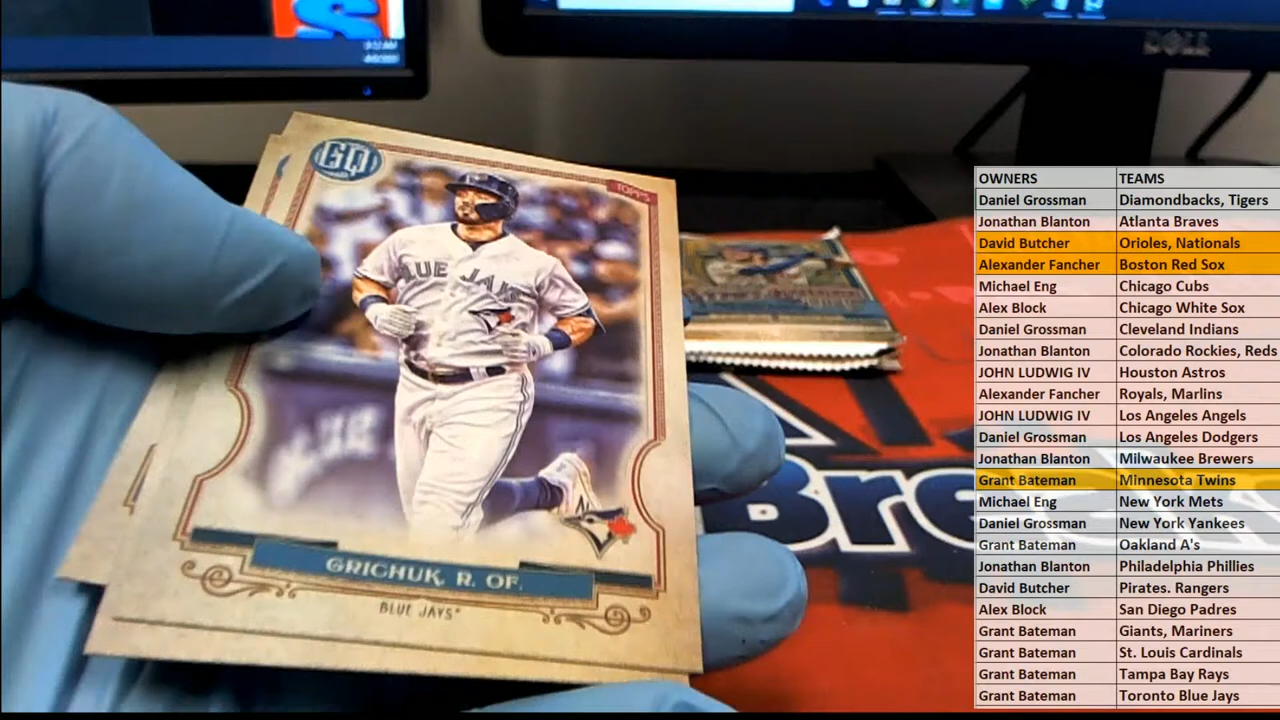 S
DELL
GQ
TOPPS
BLUE JAYS
GRICHUK, R. OF.
BLUE JAYS
Bre
OWNERS TEAMS
Daniel Grossman Diamondbacks, Tigers
Jonathan Blanton Atlanta Braves
David Butcher Orioles, Nationals
Alexander Fancher Boston Red Sox
Michael Eng Chicago Cubs
Alex Block Chicago White Sox
Daniel Grossman Cleveland Indians
Jonathan Blanton Colorado Rockies, Reds
JOHN LUDWIG IV Houston Astros
Alexander Fancher Royals, Marlins
JOHN LUDWIG IV Los Angeles Angels
Daniel Grossman Los Angeles Dodgers
Jonathan Blanton Milwaukee Brewers
Grant Bateman Minnesota Twins
Michael Eng New York Mets
Daniel Grossman New York Yankees
Grant Bateman Oakland A's
Jonathan Blanton Philadelphia Phillies
David Butcher Pirates. Rangers
Alex Block San Diego Padres
Grant Bateman Giants, Mariners
Grant Bateman St. Louis Cardinals
Grant Bateman Tampa Bay Rays
Grant Bateman Toronto Blue Jays